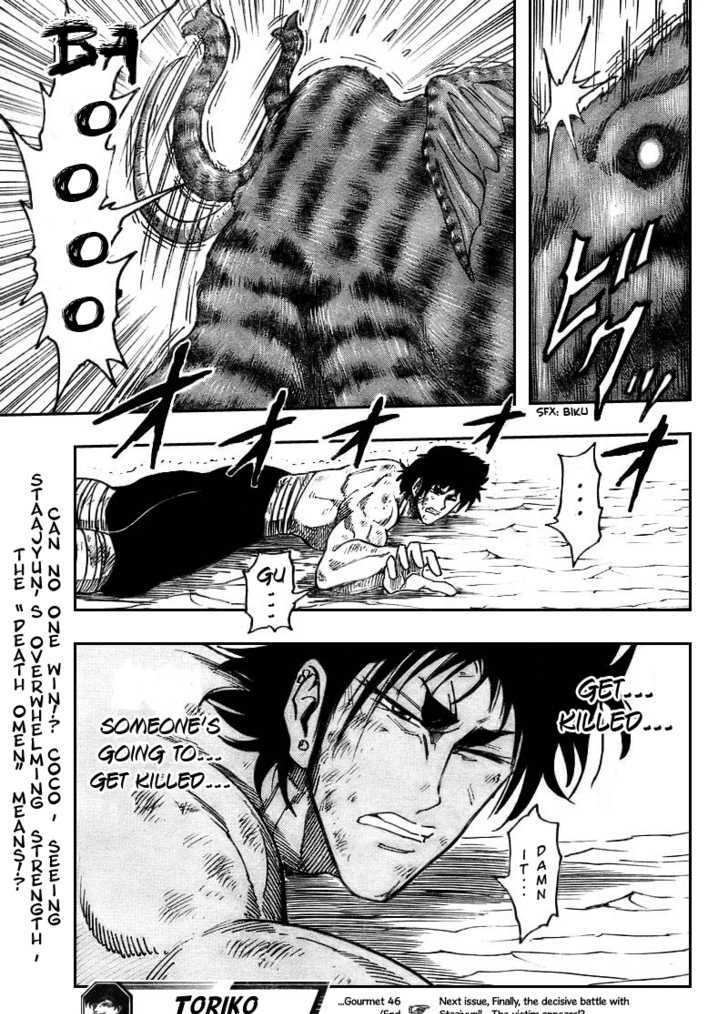 ビクッ
SFX: BIKU
BA
O
O
O
O
オ
オ
オ
オ
オ
...
GU
...
GET...
KILLED...
SOMEONE'S
GOING TO...
GET KILLED...
DAMN
IT...
CAN NO ONE WIN!? COCO, SEEING
STAAJYUN'S OVERWHELMING STRENGTH,
THE "DEATH OMEN" MEANS!?
TORIKO
...Gourmet 46
/End
Next issue, Finally, the decisive battle with